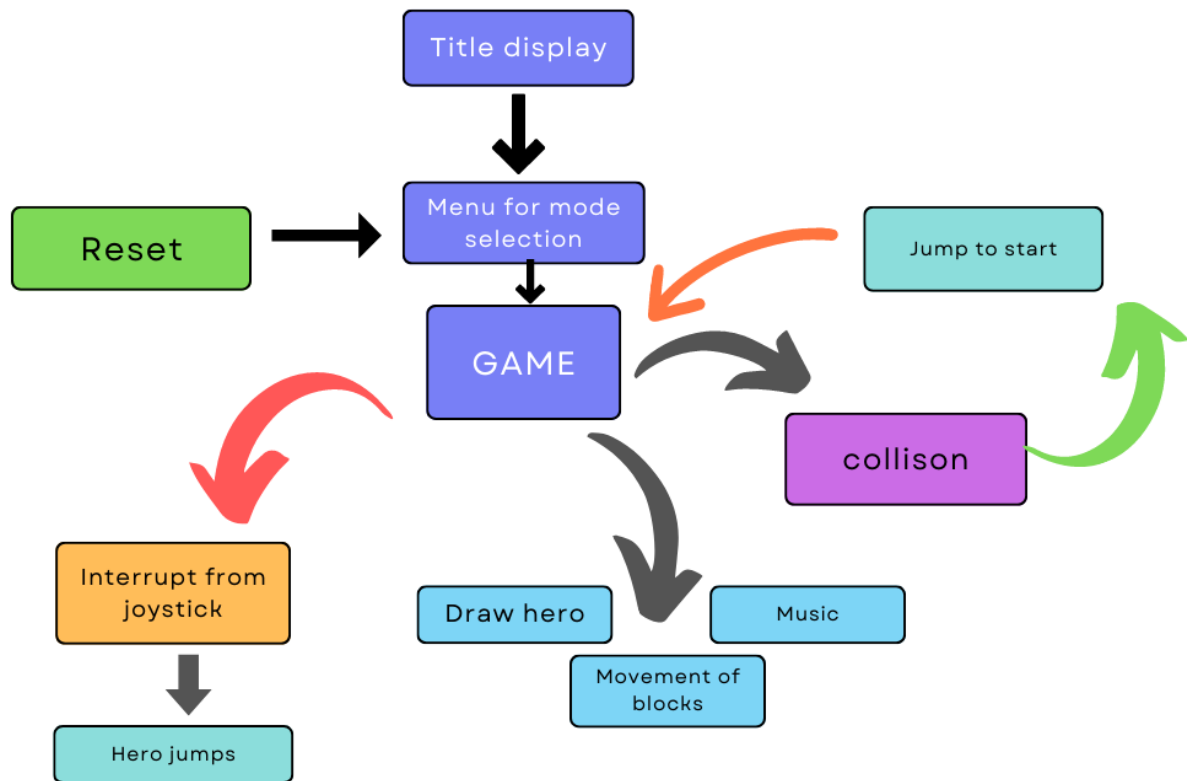 Title display
Menu for mode
selection
Reset
Jump to start
GAME
collison
Interrupt from
joystick
Draw hero
Music
Movement of
blocks
Hero jumps